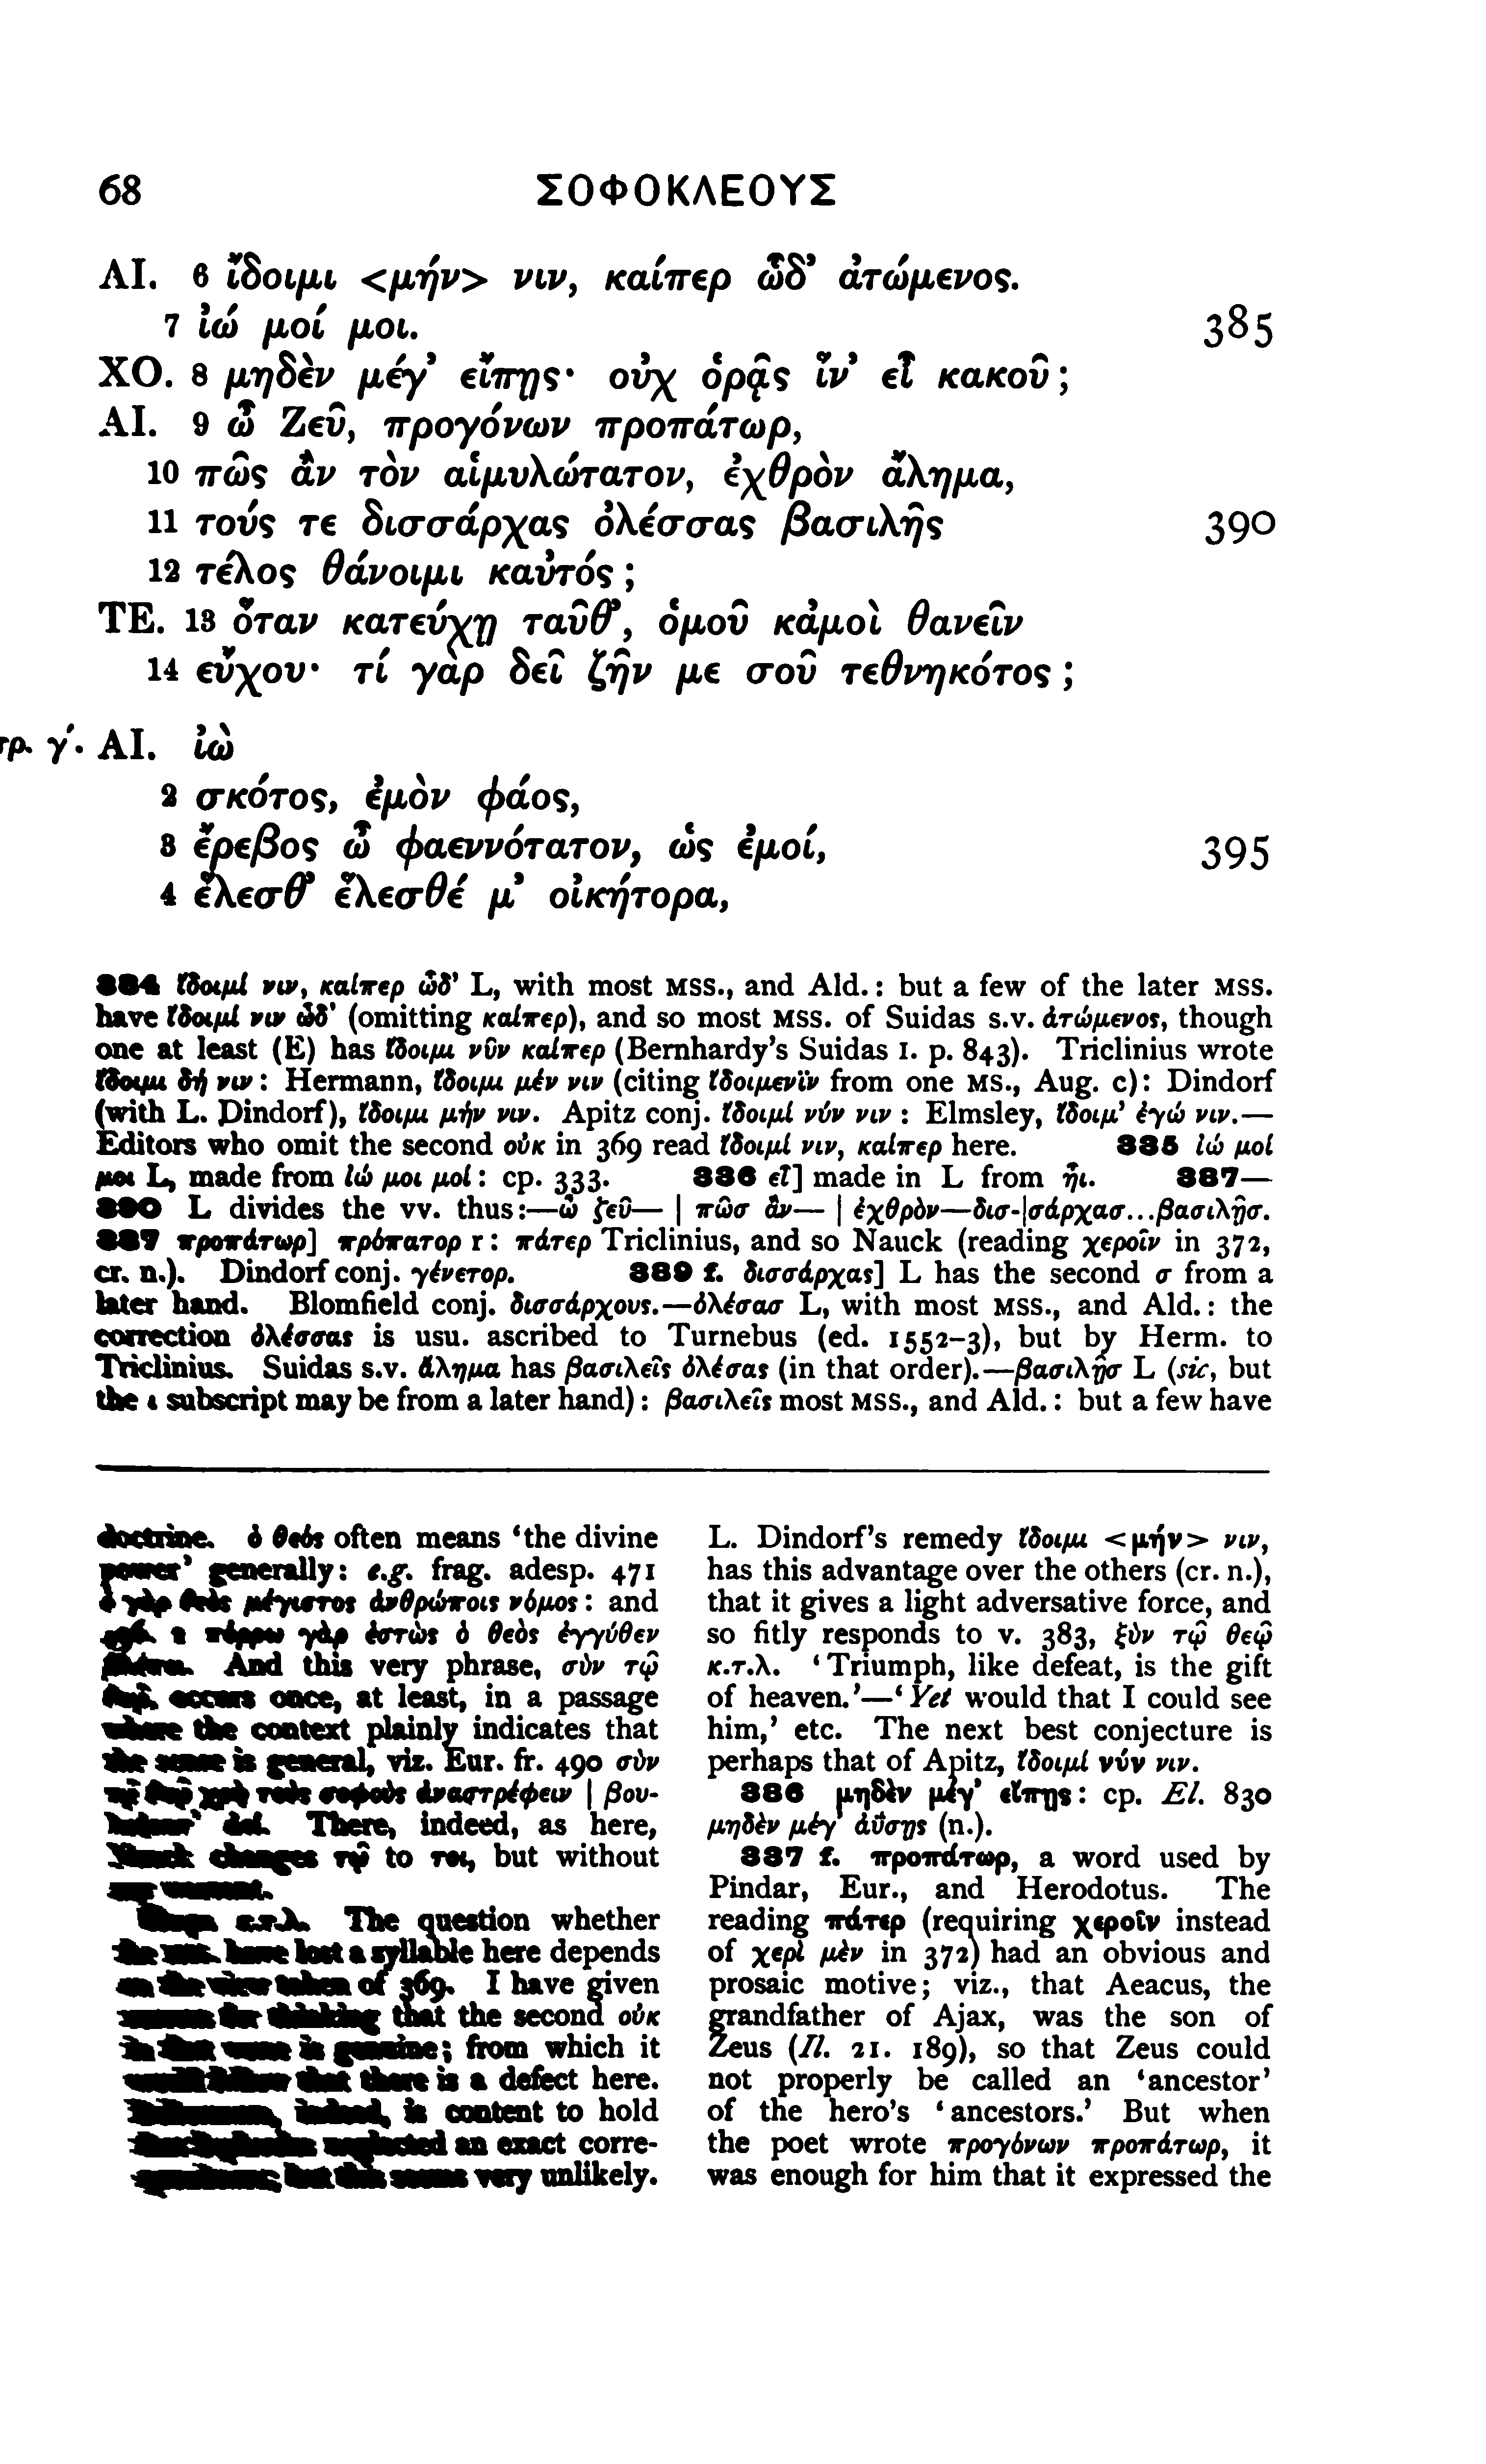 68 ΣΟΦΟΚΛΕΟΥΣ
ΑΙ. 6 ἴδοιμι <μήν> νιν, καίπερ ὧδ' ἀτώμενος.
7 ἰώ μοί μοι. 385
ΧΟ. 8 μηδὲν μέγ' εἴπῃς· οὐχ ὁρᾷς ἵν' εἶ κακοῦ;
ΑΙ. 9 ὦ Ζεῦ, προγόνων προπάτωρ,
10 πῶς ἂν τὸν αἱμυλώτατον, ἐχθρὸν ἄλημα,
11 τούς τε δισσάρχας ὀλέσσας βασιλῆς 390
12 τέλος θάνοιμι καὐτός;
ΤΕ. 13 ὅταν κατεύχῃ ταῦθ', ὁμοῦ κἀμοὶ θανεῖν
14 εὔχου· τί γὰρ δεῖ ζῆν με σοῦ τεθνηκότος;
τρ. γ'. ΑΙ. ἰὼ
2 σκότος, ἐμὸν φάος,
3 ἔρεβος ὦ φαεννότατον, ὡς ἐμοί, 395
4 ἕλεσθ' ἕλεσθέ μ' οἰκήτορα,
384 ἴδοιμί νιν, καίπερ ὧδ' L, with most MSS., and Ald.: but a few of the later MSS.
have ἴδοιμί νιν ὧδ' (omitting καίπερ), and so most MSS. of Suidas s.v. ἀτώμενος, though
one at least (E) has ἴδοιμι νῦν καίπερ (Bernhardy's Suidas I. p. 843). Triclinius wrote
ἴδοιμι δή νιν: Hermann, ἴδοιμι μέν νιν (citing ἰδοιμενϊν from one MS., Aug. c): Dindorf
(with L. Dindorf), ἴδοιμι μήν νιν. Apitz conj. ἴδοιμί νύν νιν: Elmsley, ἴδοιμ' ἐγώ νιν.—
Editors who omit the second οὐκ in 369 read ἴδοιμί νιν, καίπερ here. 385 ἰώ μοί
μοι L, made from ἰώ μοι μοί: cp. 333. 386 εἶ] made in L from ἦι. 387—
390 L divides the vv. thus:—ὦ ζεῦ— | πῶσ ἂν— | ἐχθρὸν—δισ-|σάρχασ...βασιλῇσ.
387 προπάτωρ] πρόπατορ r: πάτερ Triclinius, and so Nauck (reading χεροῖν in 372,
cr. n.). Dindorf conj. γένετορ. 389 f. δισσάρχας] L has the second σ from a
later hand. Blomfield conj. δισσάρχους.—ὀλέσασ L, with most MSS., and Ald.: the
correction ὀλέσσας is usu. ascribed to Turnebus (ed. 1552-3), but by Herm. to
Triclinius. Suidas s.v. ἄλημα has βασιλεῖς ὀλέσας (in that order).—βασιλῇσ L (sic, but
the ι subscript may be from a later hand): βασιλεῖς most MSS., and Ald.: but a few have
doctrine. ὁ θεός often means 'the divine
power' generally: e.g. frag. adesp. 471
ὁ γὰρ θεὸς μέγιστος ἀνθρώποις νόμος: and
πόρρω γὰρ ἑστὼς ὁ θεὸς ἐγγύθεν
And this very phrase, σὺν τῷ
occurs once, at least, in a passage
where the context plainly indicates that
the sense is general, viz. Eur. fr. 490 σὺν
τῷ θεῷ χρὴ τοὺς σοφοὺς ἀναστρέφειν | βου-
There, indeed, as here,
Nauck changes τῷ to τοι, but without
any warrant.
κ.τ.λ. The question whether
the MSS. have lost a syllable here depends
on the view taken of 369. I have given
reasons for thinking that the second οὐκ
in that verse is genuine; from which it
would follow that there is a defect here.
indeed, is content to hold
neglected an exact corre-
but this seems very unlikely.
L. Dindorf's remedy ἴδοιμι <μήν> νιν,
has this advantage over the others (cr. n.),
that it gives a light adversative force, and
so fitly responds to v. 383, ξὺν τῷ θεῷ
κ.τ.λ. 'Triumph, like defeat, is the gift
of heaven.'—'Yet would that I could see
him,' etc. The next best conjecture is
perhaps that of Apitz, ἴδοιμί νύν νιν.
386 μηδὲν μέγ' εἴπῃς: cp. El. 830
μηδὲν μέγ' ἀΰσῃς (n.).
387 f. προπάτωρ, a word used by
Pindar, Eur., and Herodotus. The
reading πάτερ (requiring χεροῖν instead
of χερὶ μὲν in 372) had an obvious and
prosaic motive; viz., that Aeacus, the
grandfather of Ajax, was the son of
Zeus (Il. 21. 189), so that Zeus could
not properly be called an 'ancestor'
of the hero's 'ancestors.' But when
the poet wrote προγόνων προπάτωρ, it
was enough for him that it expressed the